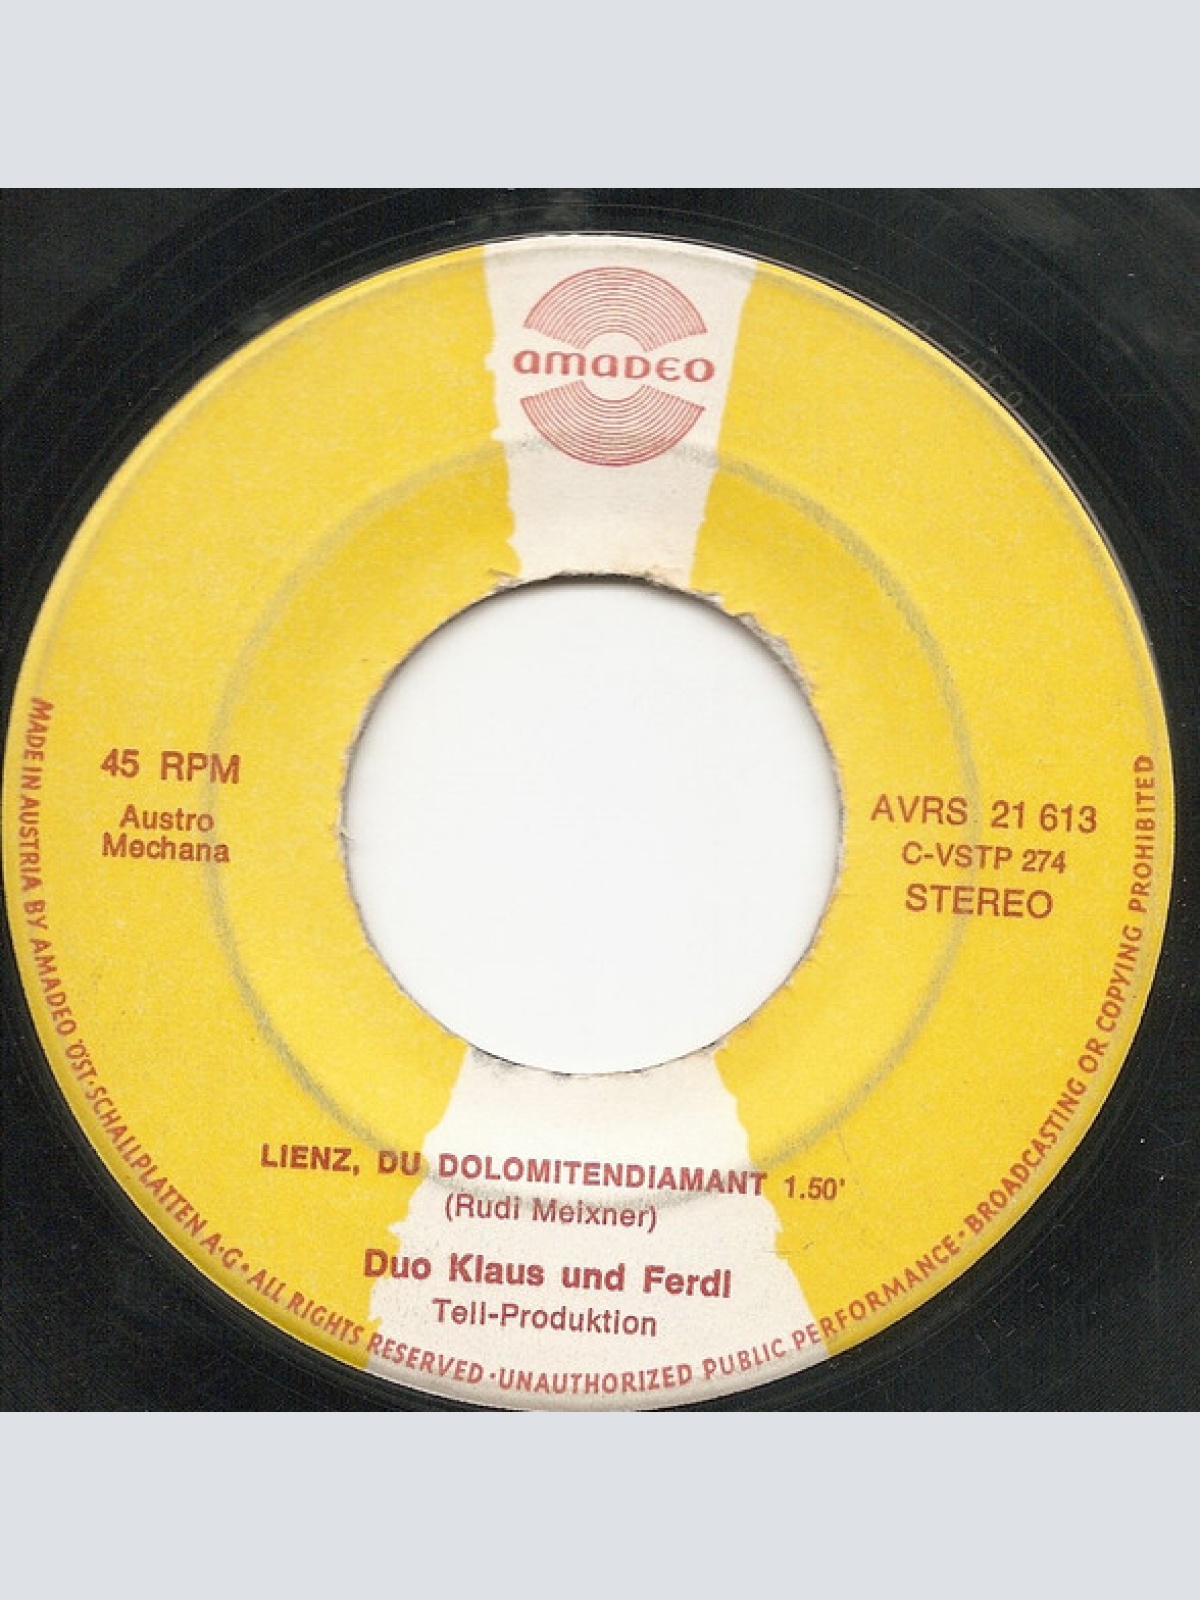 AMADEO
45 RPM
Austro
Mechana
AVRS 21 613
C-VSTP 274
STEREO
LIENZ, DU DOLOMITENDIAMANT 1.50'
(Rudi Meixner)
Duo Klaus und Ferdl
Tell-Produktion
MADE IN AUSTRIA BY AMADEO ÖST·SCHALLPLATTEN A·G· ALL RIGHTS RESERVED · UNAUTHORIZED PUBLIC PERFORMANCE · BROADCASTING OR COPYING PROHIBITED